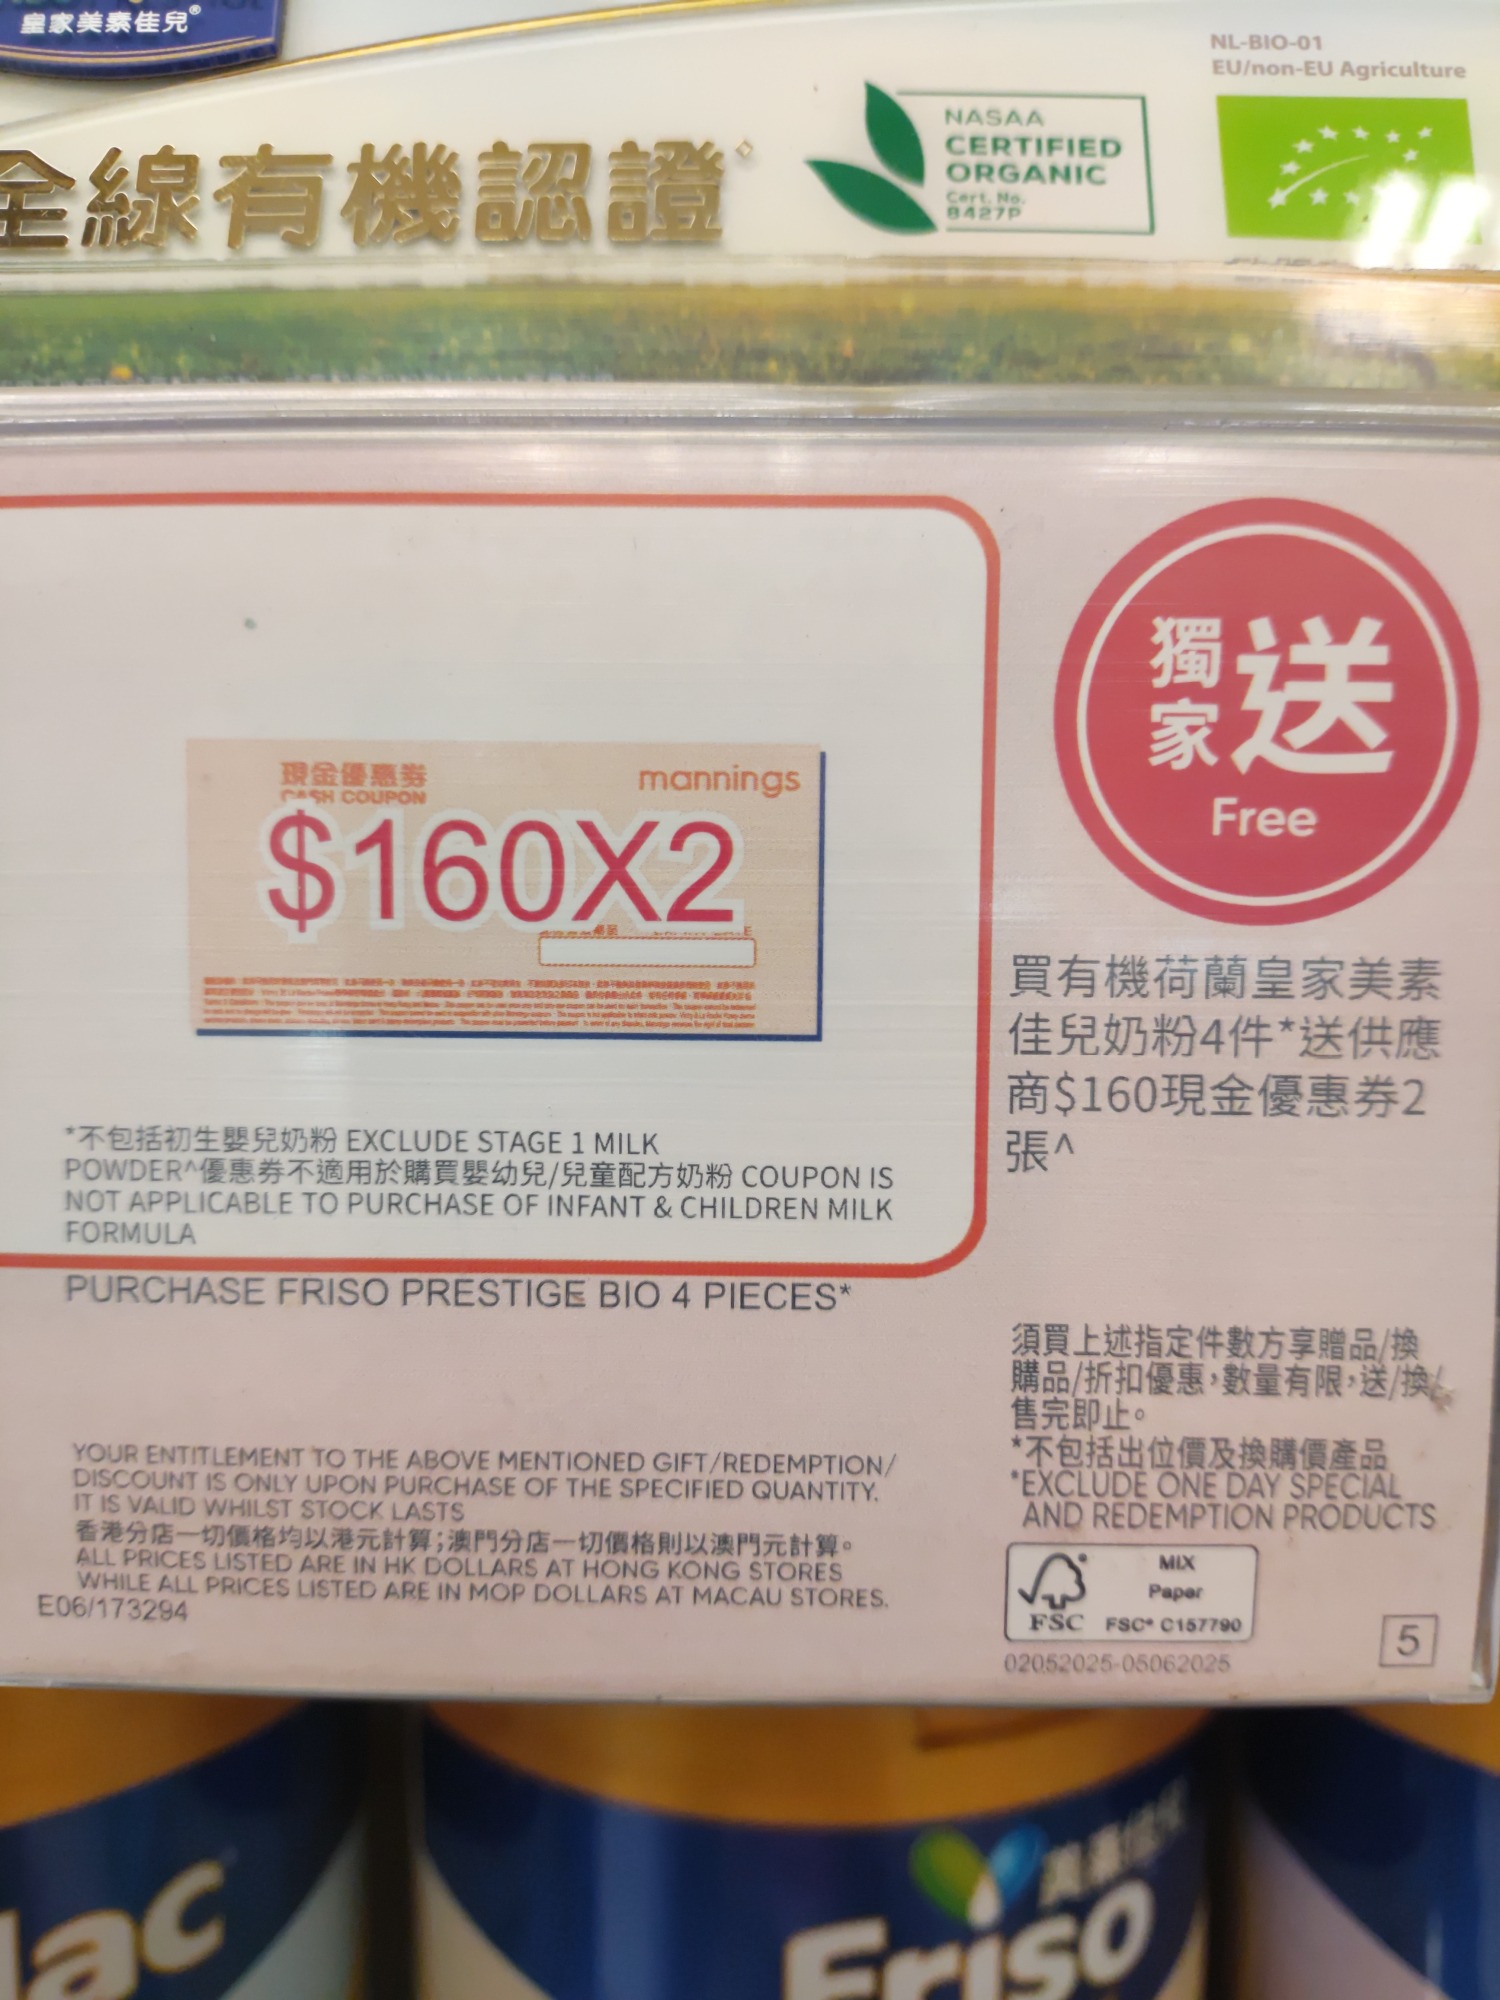 皇家美素佳兒®
NL-BIO-01
EU/non-EU Agriculture
全線有機認證
NASAA
CERTIFIED
ORGANIC
Cert. No.
8427P
現金優惠券
mannings
CASH COUPON
$160X2
獨家送
Free
買有機荷蘭皇家美素
佳兒奶粉4件*送供應
商$160現金優惠券2
張^
*不包括初生嬰兒奶粉 EXCLUDE STAGE 1 MILK
POWDER^優惠券不適用於購買嬰幼兒/兒童配方奶粉 COUPON IS
NOT APPLICABLE TO PURCHASE OF INFANT & CHILDREN MILK
FORMULA
PURCHASE FRISO PRESTIGE BIO 4 PIECES*
須買上述指定件數方享贈品/換
購品/折扣優惠，數量有限，送/換/
售完即止。
*不包括出位價及換購價產品
*EXCLUDE ONE DAY SPECIAL
AND REDEMPTION PRODUCTS
YOUR ENTITLEMENT TO THE ABOVE MENTIONED GIFT/REDEMPTION/
DISCOUNT IS ONLY UPON PURCHASE OF THE SPECIFIED QUANTITY.
IT IS VALID WHILST STOCK LASTS
香港分店一切價格均以港元計算;澳門分店一切價格則以澳門元計算。
ALL PRICES LISTED ARE IN HK DOLLARS AT HONG KONG STORES
WHILE ALL PRICES LISTED ARE IN MOP DOLLARS AT MACAU STORES.
E06/173294
FSC
MIX
Paper
FSC® C157790
02052025-05062025
5
lac
美素佳兒
Friso